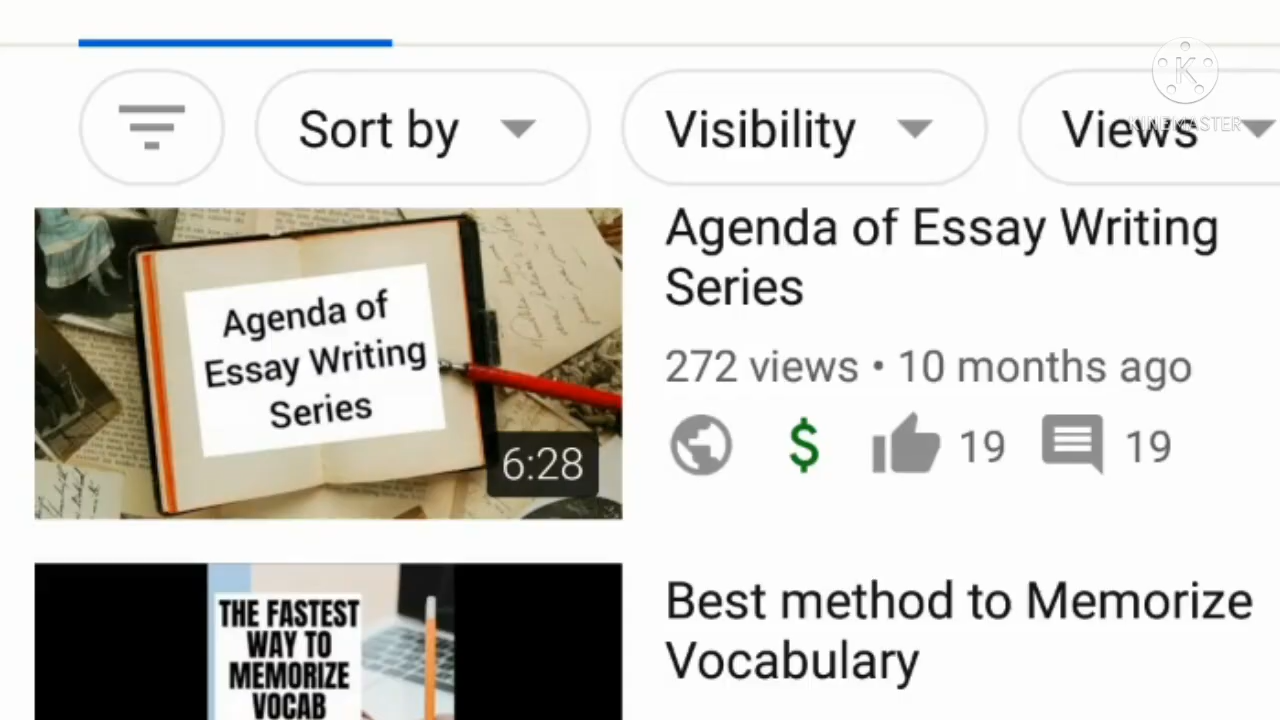 Sort by
Visibility
Views
KINEMASTER
Agenda of
Essay Writing
Series
6:28
Agenda of Essay Writing
Series
272 views • 10 months ago
$
19
19
THE FASTEST
WAY TO
MEMORIZE
VOCAB
Best method to Memorize
Vocabulary